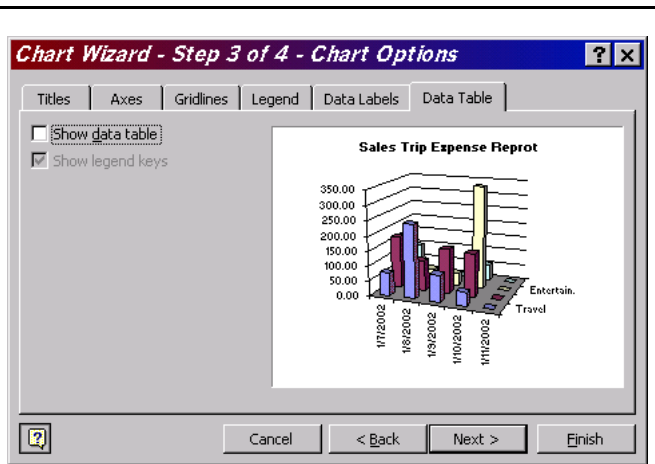 Chart Wizard - Step 3 of 4 - Chart Options
Titles Axes Gridlines Legend Data Labels Data Table
Show data table
Show legend keys
Sales Trip Expense Reprot
350.00
300.00
250.00
200.00
150.00
100.00
50.00
0.00
Entertain.
Travel
1/7/2002 1/8/2002 1/9/2002 1/10/2002 1/11/2002
Cancel < Back Next > Finish